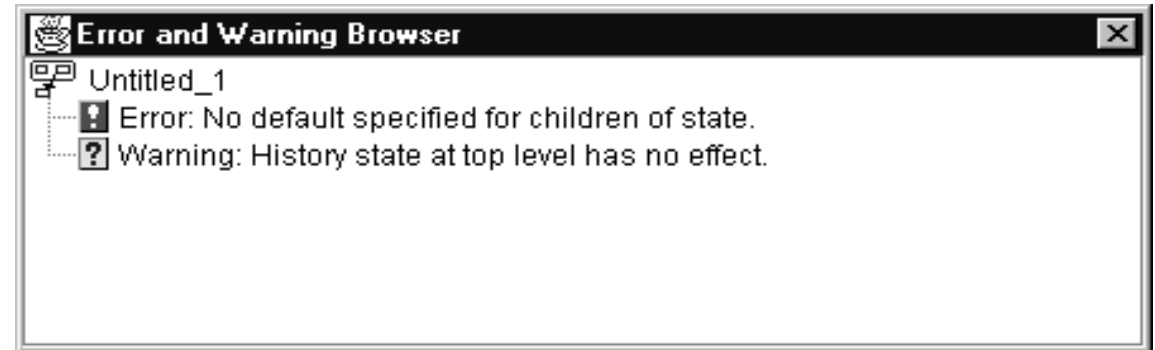 Error and Warning Browser
Untitled_1
Error: No default specified for children of state.
Warning: History state at top level has no effect.